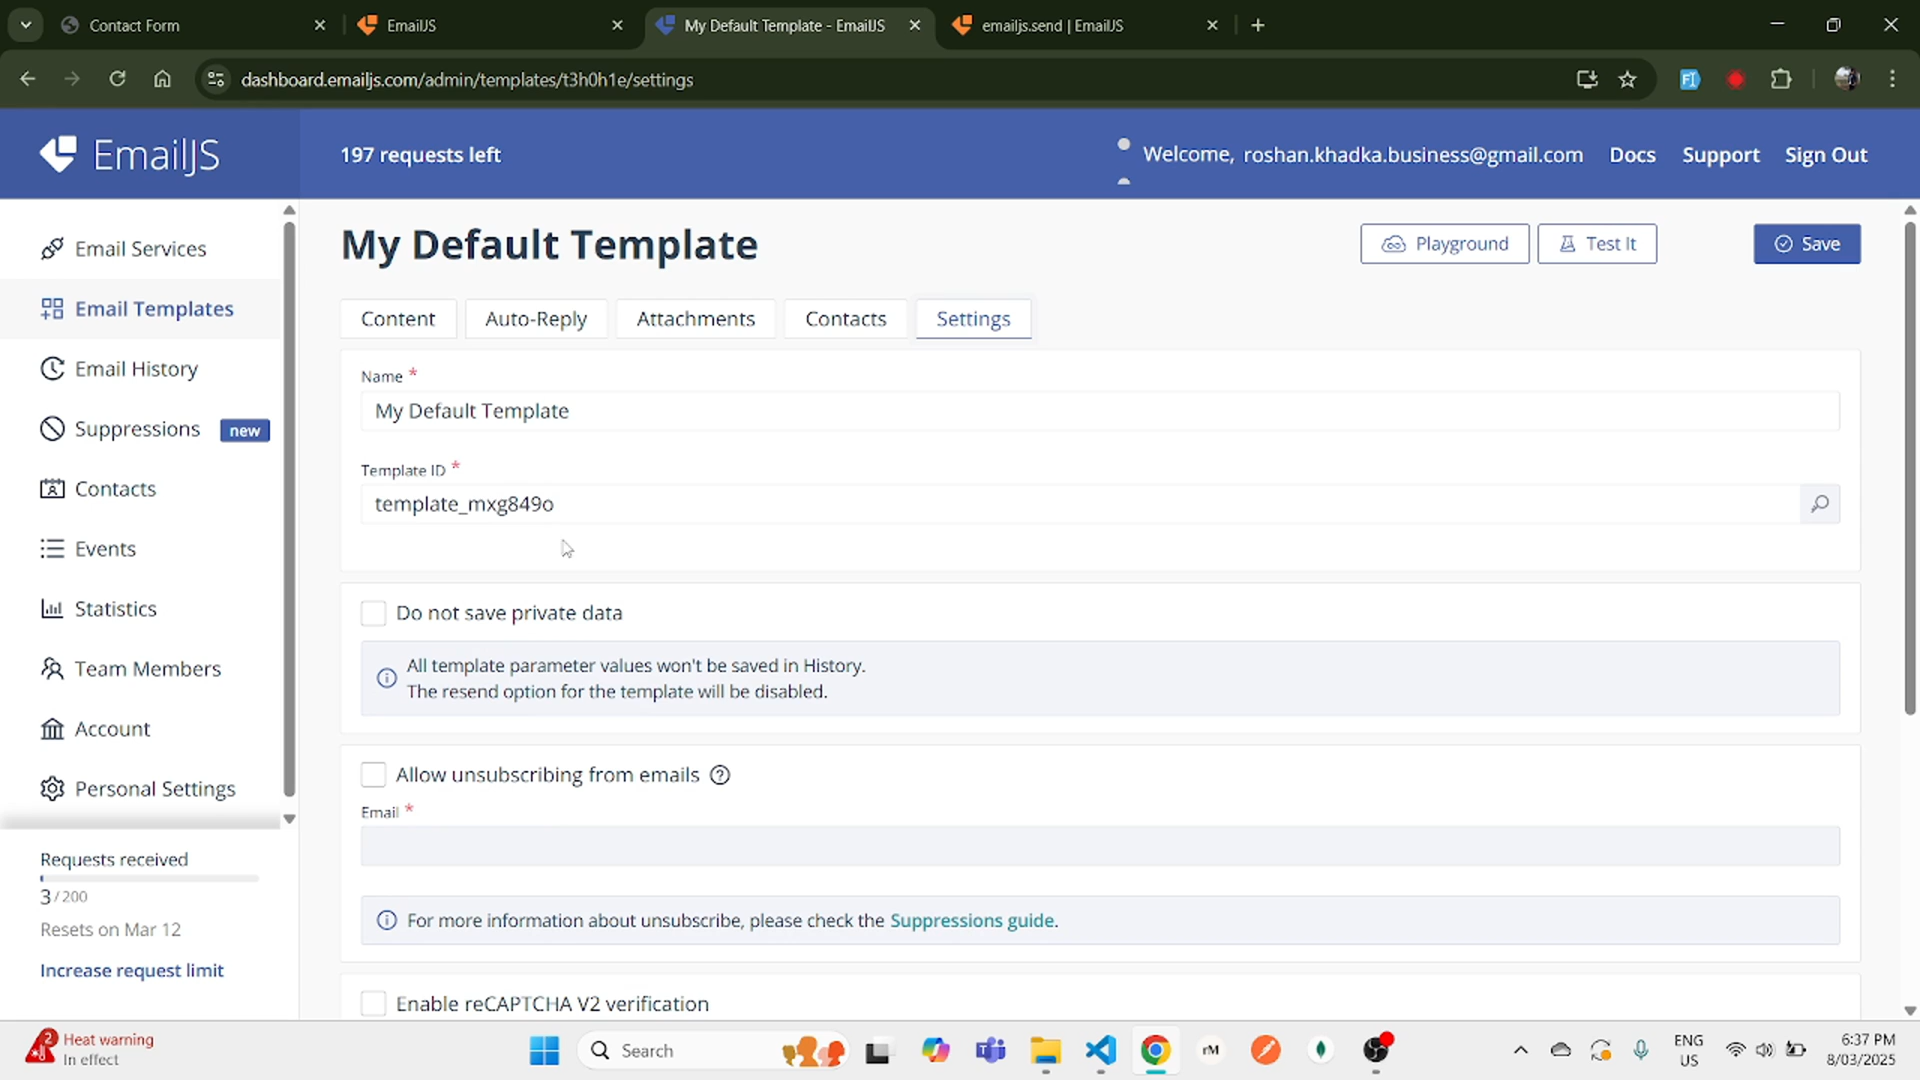 Contact Form
EmailJS
My Default Template - EmailJS
emailjs.send | EmailJS
dashboard.emailjs.com/admin/templates/t3h0h1e/settings
EmailJS
197 requests left
Welcome, roshan.khadka.business@gmail.com
Docs
Support
Sign Out
Email Services
Email Templates
Email History
Suppressions new
Contacts
Events
Statistics
Team Members
Account
Personal Settings
Requests received
3 / 200
Resets on Mar 12
Increase request limit
My Default Template
Playground
Test It
Save
Content
Auto-Reply
Attachments
Contacts
Settings
Name *
My Default Template
Template ID *
template_mxg849o
Do not save private data
All template parameter values won't be saved in History.
The resend option for the template will be disabled.
Allow unsubscribing from emails
Email *
For more information about unsubscribe, please check the Suppressions guide.
Enable reCAPTCHA V2 verification
2
Heat warning
In effect
Search
rM
ENG
US
6:37 PM
8/03/2025